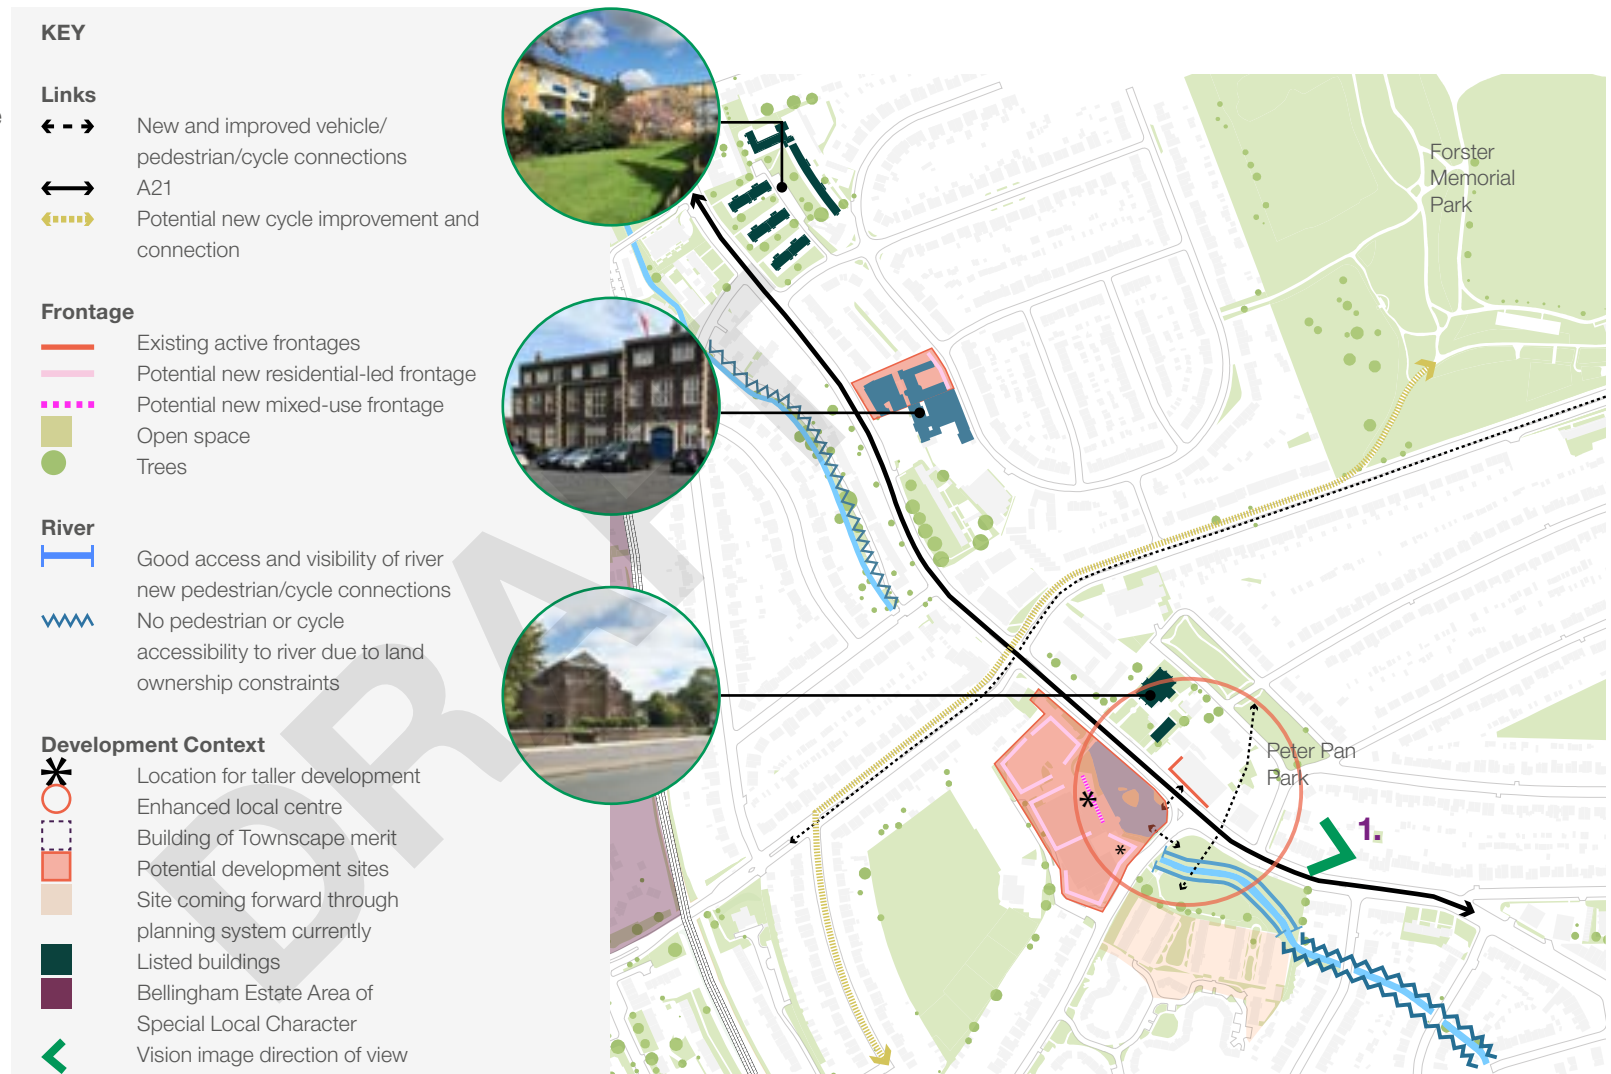 KEY
Links
New and improved vehicle/
pedestrian/cycle connections
A21
Potential new cycle improvement and
connection
Frontage
Existing active frontages
Potential new residential-led frontage
Potential new mixed-use frontage
Open space
Trees
River
Good access and visibility of river
new pedestrian/cycle connections
No pedestrian or cycle
accessibility to river due to land
ownership constraints
Development Context
Location for taller development
Enhanced local centre
Building of Townscape merit
Potential development sites
Site coming forward through
planning system currently
Listed buildings
Bellingham Estate Area of
Special Local Character
Vision image direction of view
DRAFT
Forster
Memorial
Park
Peter Pan
Park
1.